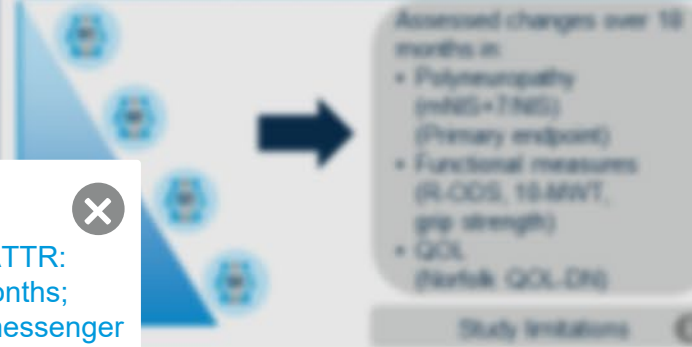 Assessed changes over 18
months in:
• Polyneuropathy
(mNIS+7/NIS)
(Primary endpoint)
• Functional measures
(R-ODS, 10-MWT,
grip strength)
• QOL
(Norfolk QOL-DN)
Study limitations
TTR:
onths;
messenger